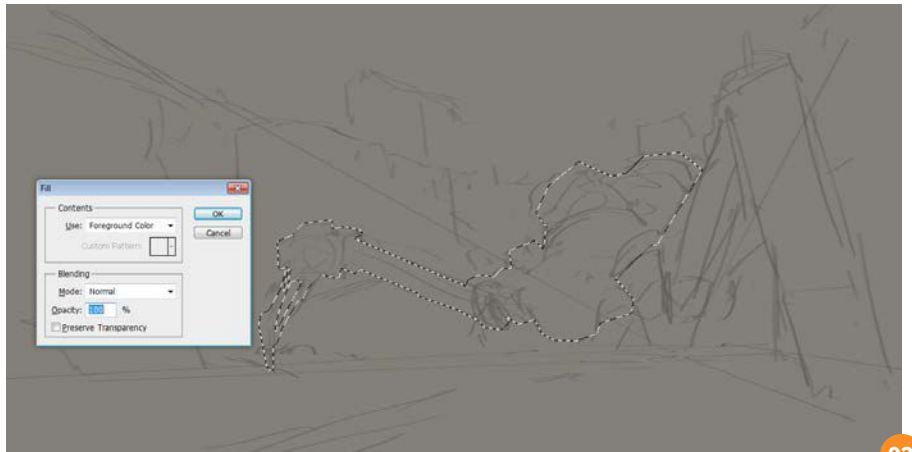 Fill
Contents
Use: Foreground Color
Custom Pattern:
Blending
Mode: Normal
Opacity: 100 %
Preserve Transparency
OK
Cancel